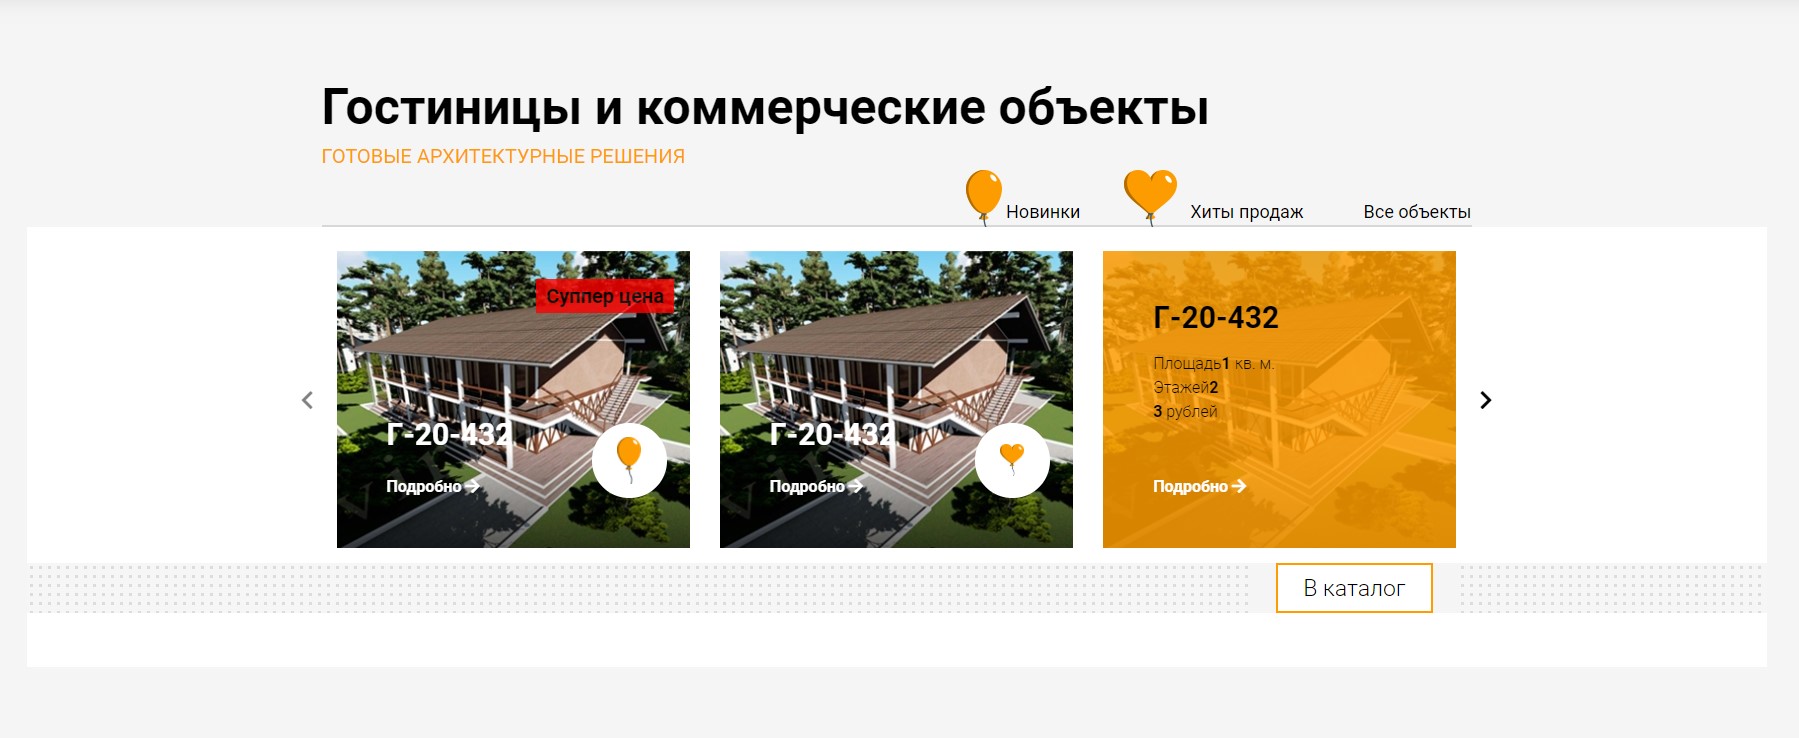 Гостиницы и коммерческие объекты
ГОТОВЫЕ АРХИТЕКТУРНЫЕ РЕШЕНИЯ
Новинки
Хиты продаж
Все объекты
Суппер цена
Г-20-432
Подробно
Г-20-432
Подробно
Г-20-432
Площадь1 кв. м.
Этажей2
3 рублей
Подробно
В каталог